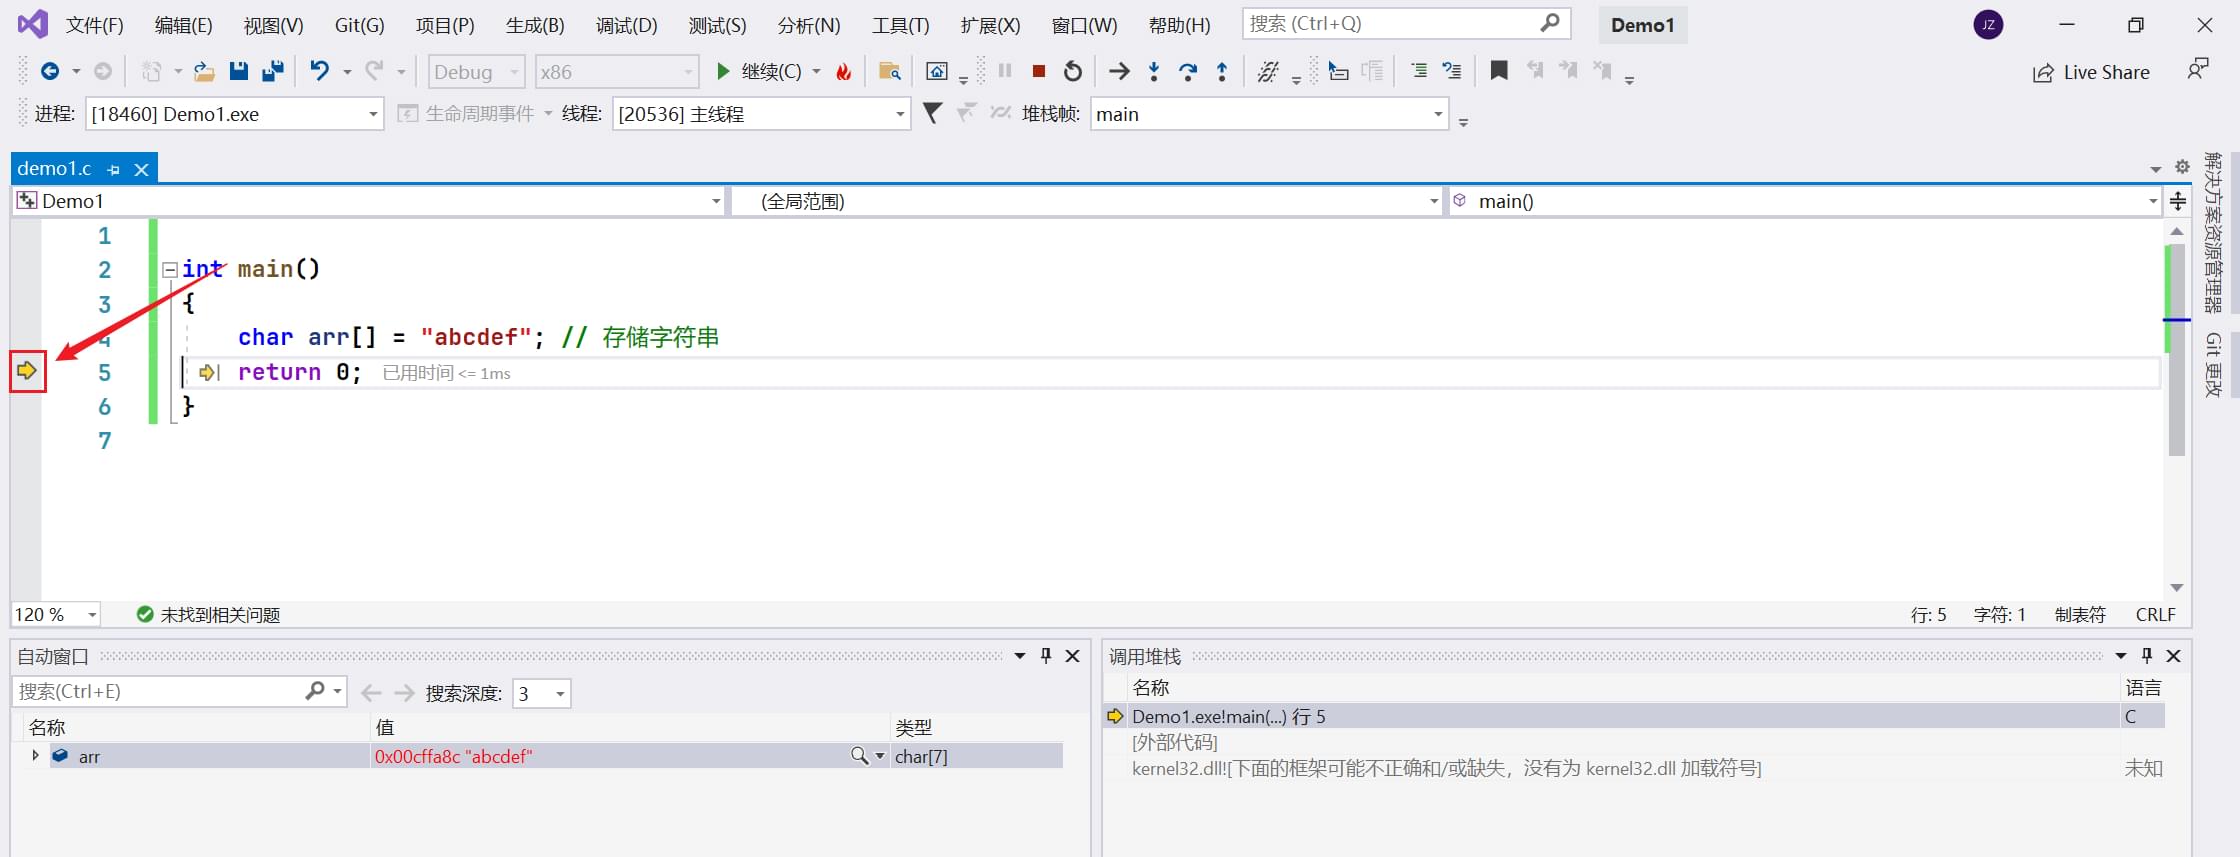 文件(F) 编辑(E) 视图(V) Git(G) 项目(P) 生成(B) 调试(D) 测试(S) 分析(N) 工具(T) 扩展(X) 窗口(W) 帮助(H) 搜索 (Ctrl+Q) Demo1 JZ
Debug x86 继续(C) Live Share
进程: [18460] Demo1.exe 生命周期事件 线程: [20536] 主线程 堆栈帧: main
demo1.c
Demo1 (全局范围) main()
1
2 int main()
3 {
4 char arr[] = "abcdef"; // 存储字符串
5 return 0; 已用时间 <= 1ms
6 }
7
解决方案资源管理器
Git 更改
120 % 未找到相关问题 行: 5 字符: 1 制表符 CRLF
自动窗口
搜索(Ctrl+E) 搜索深度: 3
名称 值 类型
arr 0x00cffa8c "abcdef" char[7]
调用堆栈
名称 语言
Demo1.exe!main(...) 行 5 C
[外部代码]
kernel32.dll![下面的框架可能不正确和/或缺失，没有为 kernel32.dll 加载符号] 未知